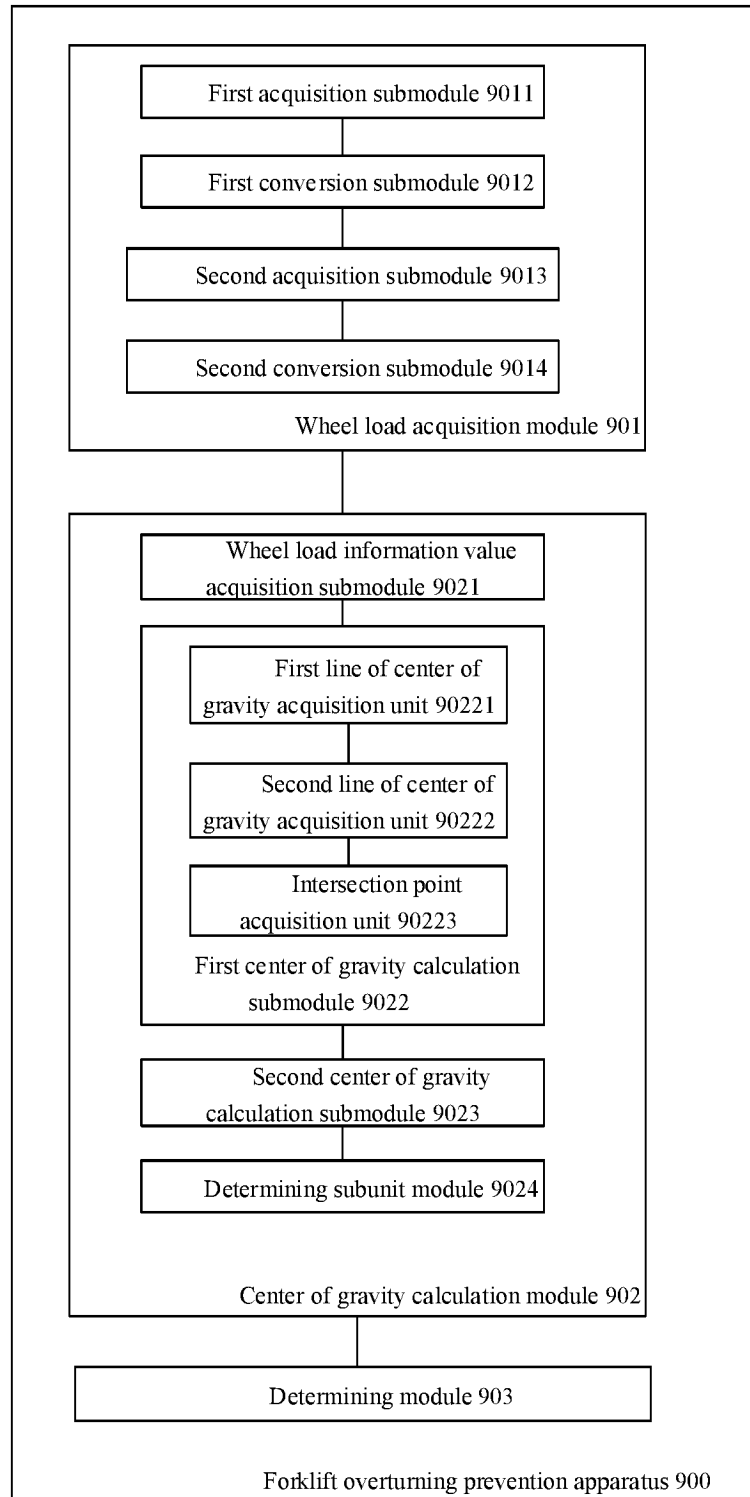 First acquisition submodule 9011
First conversion submodule 9012
Second acquisition submodule 9013
Second conversion submodule 9014
Wheel load acquisition module 901
Wheel load information value
acquisition submodule 9021
First line of center of
gravity acquisition unit 90221
Second line of center of
gravity acquisition unit 90222
Intersection point
acquisition unit 90223
First center of gravity calculation
submodule 9022
Second center of gravity
calculation submodule 9023
Determining subunit module 9024
Center of gravity calculation module 902
Determining module 903
Forklift overturning prevention apparatus 900